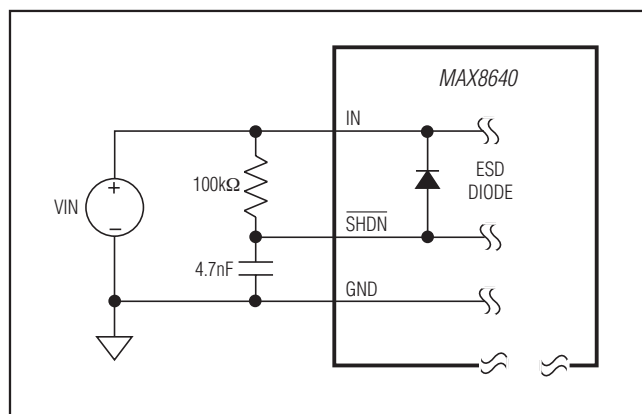 MAX8640
IN
100kΩ
ESD
DIODE
VIN
+
−
SHDN
4.7nF
GND